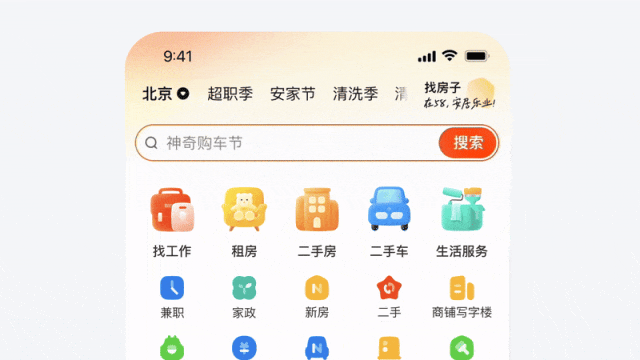 9:41
北京 超职季 安家节 清洗季 清
找房子
在58,安居乐业!
神奇购车节 搜索
找工作 租房 二手房 二手车 生活服务
兼职 家政 新房 二手 商铺写字楼